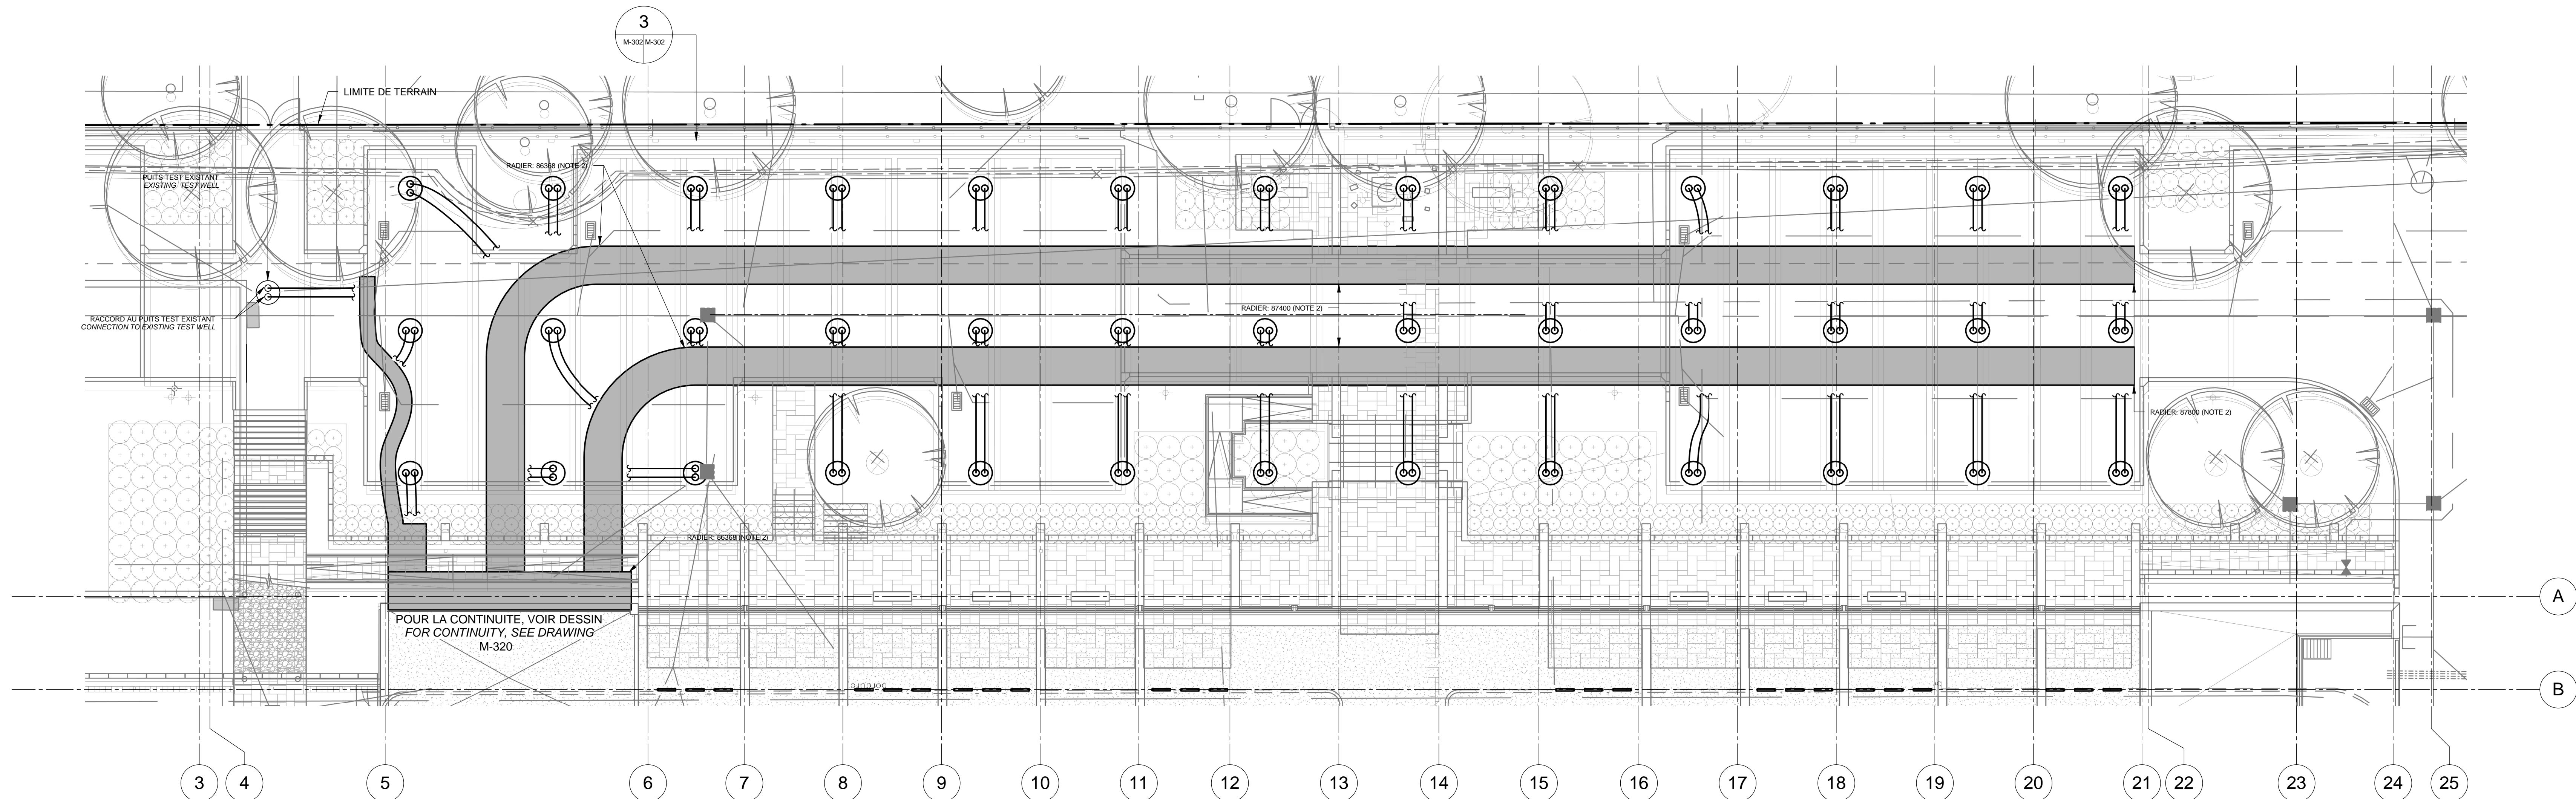 3
M-302 M-302
LIMITE DE TERRAIN
RADIER: 86368 (NOTE 2)
PUITS TEST EXISTANT
EXISTING TEST WELL
RADIER: 87400 (NOTE 2)
RACCORD AU PUITS TEST EXISTANT
CONNECTION TO EXISTING TEST WELL
RADIER: 87800 (NOTE 2)
RADIER: 86368 (NOTE 2)
A
POUR LA CONTINUITE, VOIR DESSIN
FOR CONTINUITY, SEE DRAWING
M-320
B
3 4 5 6 7 8 9 10 11 12 13 14 15 16 17 18 19 20 21 22 23 24 25